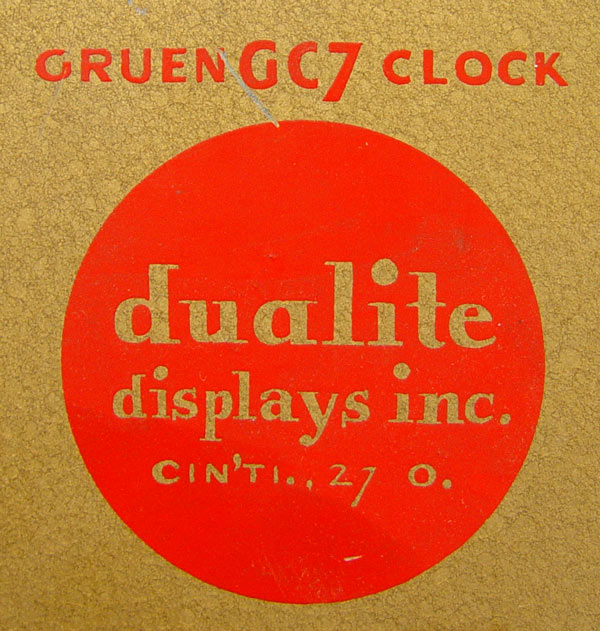 GRUEN GC7 CLOCK
dualite
displays inc.
CIN'TI., 27 O.